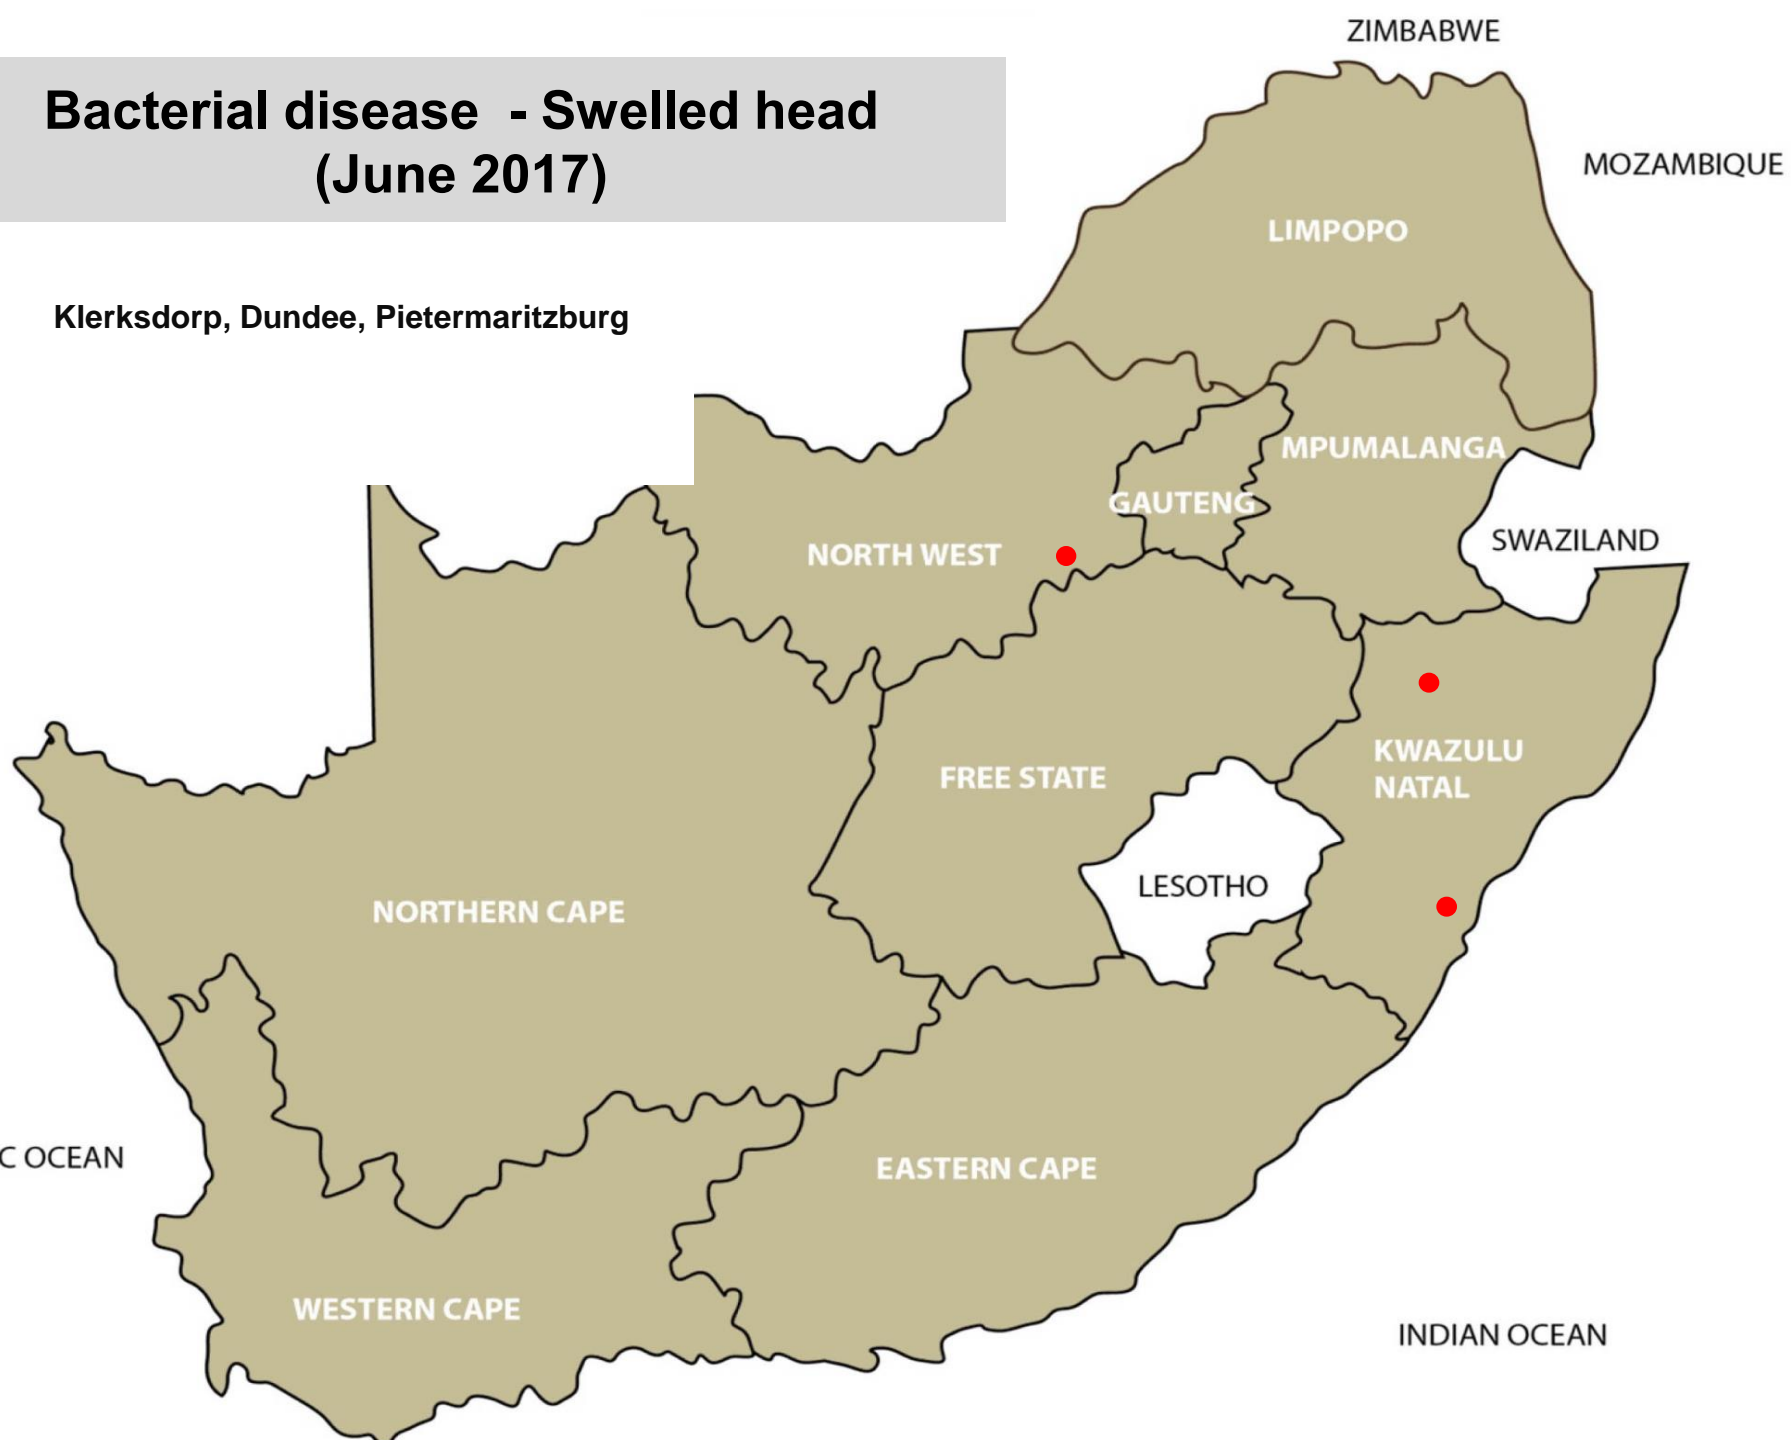 ZIMBABWE
Bacterial disease - Swelled head
(June 2017)
MOZAMBIQUE
LIMPOPO
Klerksdorp, Dundee, Pietermaritzburg
MPUMALANGA
GAUTENG
SWAZILAND
NORTH WEST
KWAZULU
NATAL
FREE STATE
LESOTHO
NORTHERN CAPE
C OCEAN
EASTERN CAPE
WESTERN CAPE
INDIAN OCEAN